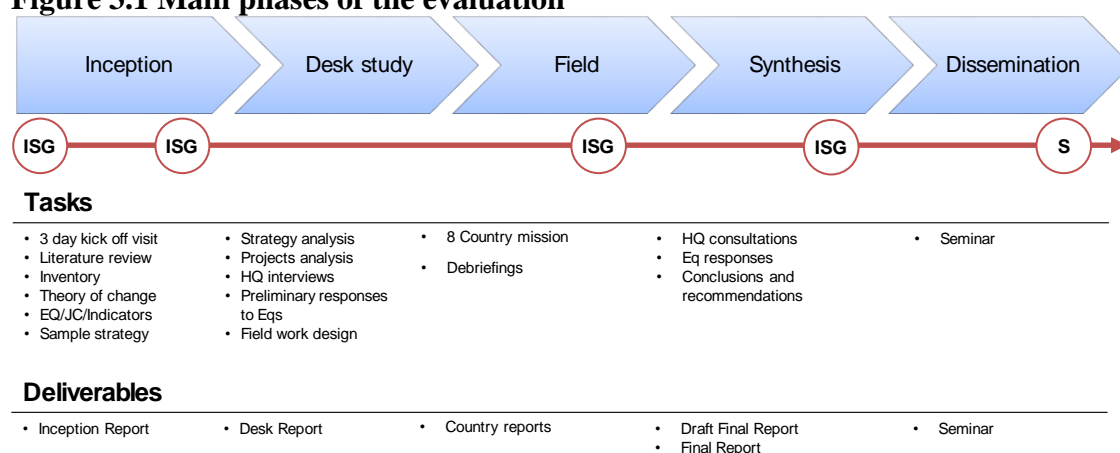 Figure 3.1 Main phases of the evaluation
Inception
Desk study
Field
Synthesis
Dissemination
ISG
ISG
ISG
ISG
S
Tasks
• 3 day kick off visit
• Literature review
• Inventory
• Theory of change
• EQ/JC/Indicators
• Sample strategy
• Strategy analysis
• Projects analysis
• HQ interviews
• Preliminary responses
to Eqs
• Field work design
• 8 Country mission
• Debriefings
• HQ consultations
• Eq responses
• Conclusions and
recommendations
• Seminar
Deliverables
• Inception Report
• Desk Report
• Country reports
• Draft Final Report
• Final Report
• Seminar